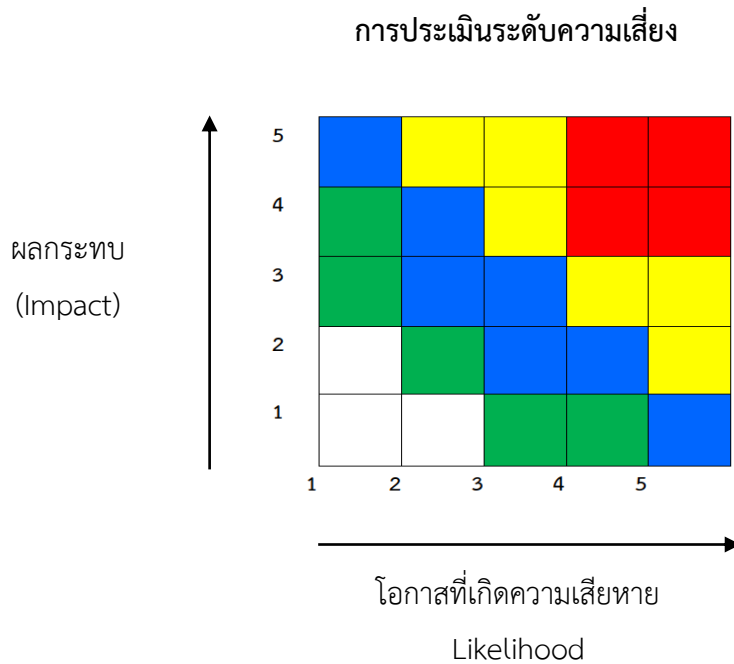 การประเมินระดับความเสี่ยง
5
4
ผลกระทบ
(Impact)
3
2
1
1 2 3 4 5
โอกาสที่เกิดความเสียหาย
Likelihood